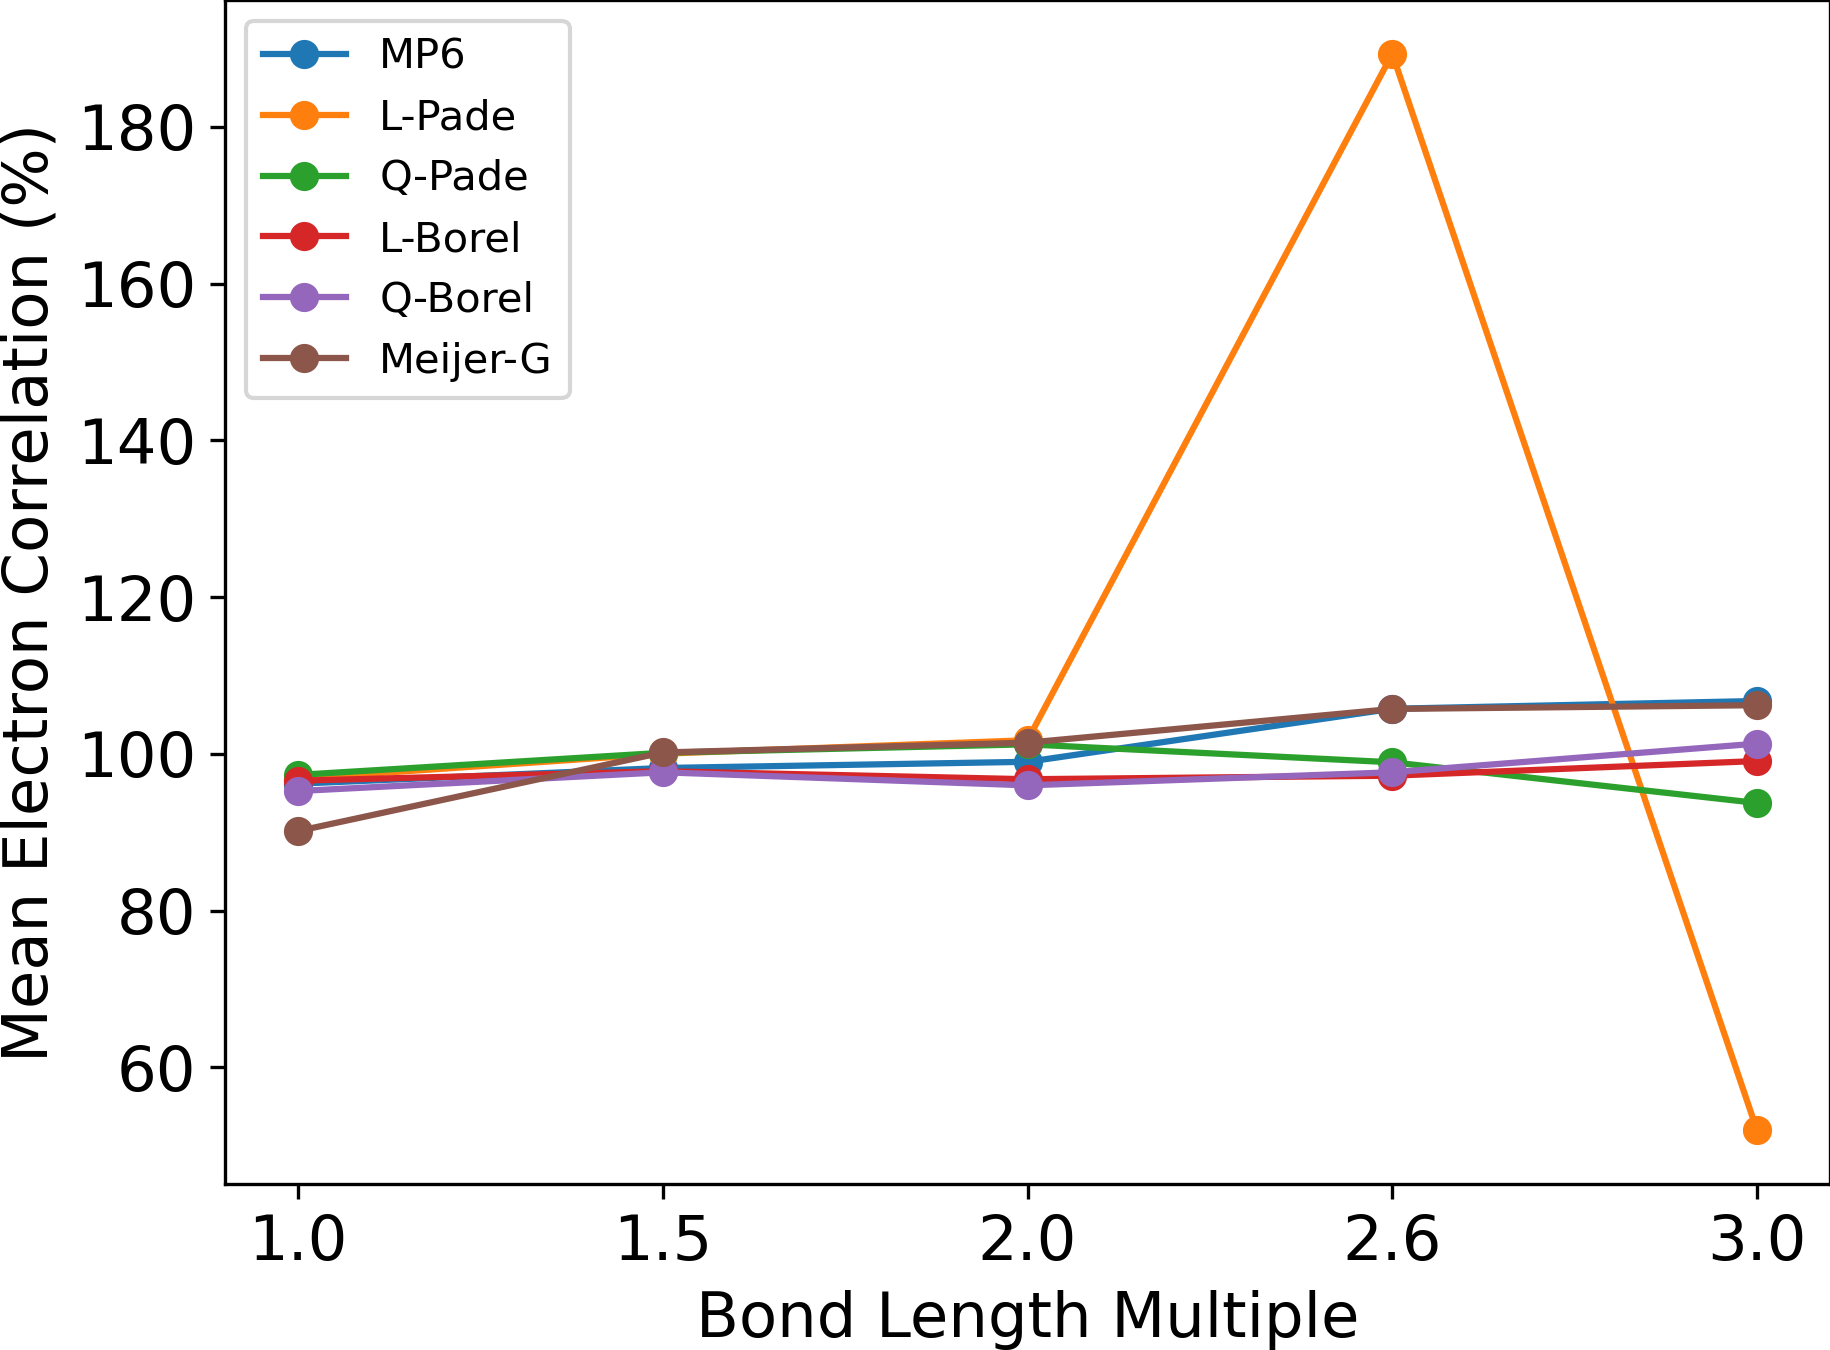 MP6
L-Pade
Q-Pade
L-Borel
Q-Borel
Meijer-G
Mean Electron Correlation (%)
180
160
140
120
100
80
60
1.0 1.5 2.0 2.6 3.0
Bond Length Multiple